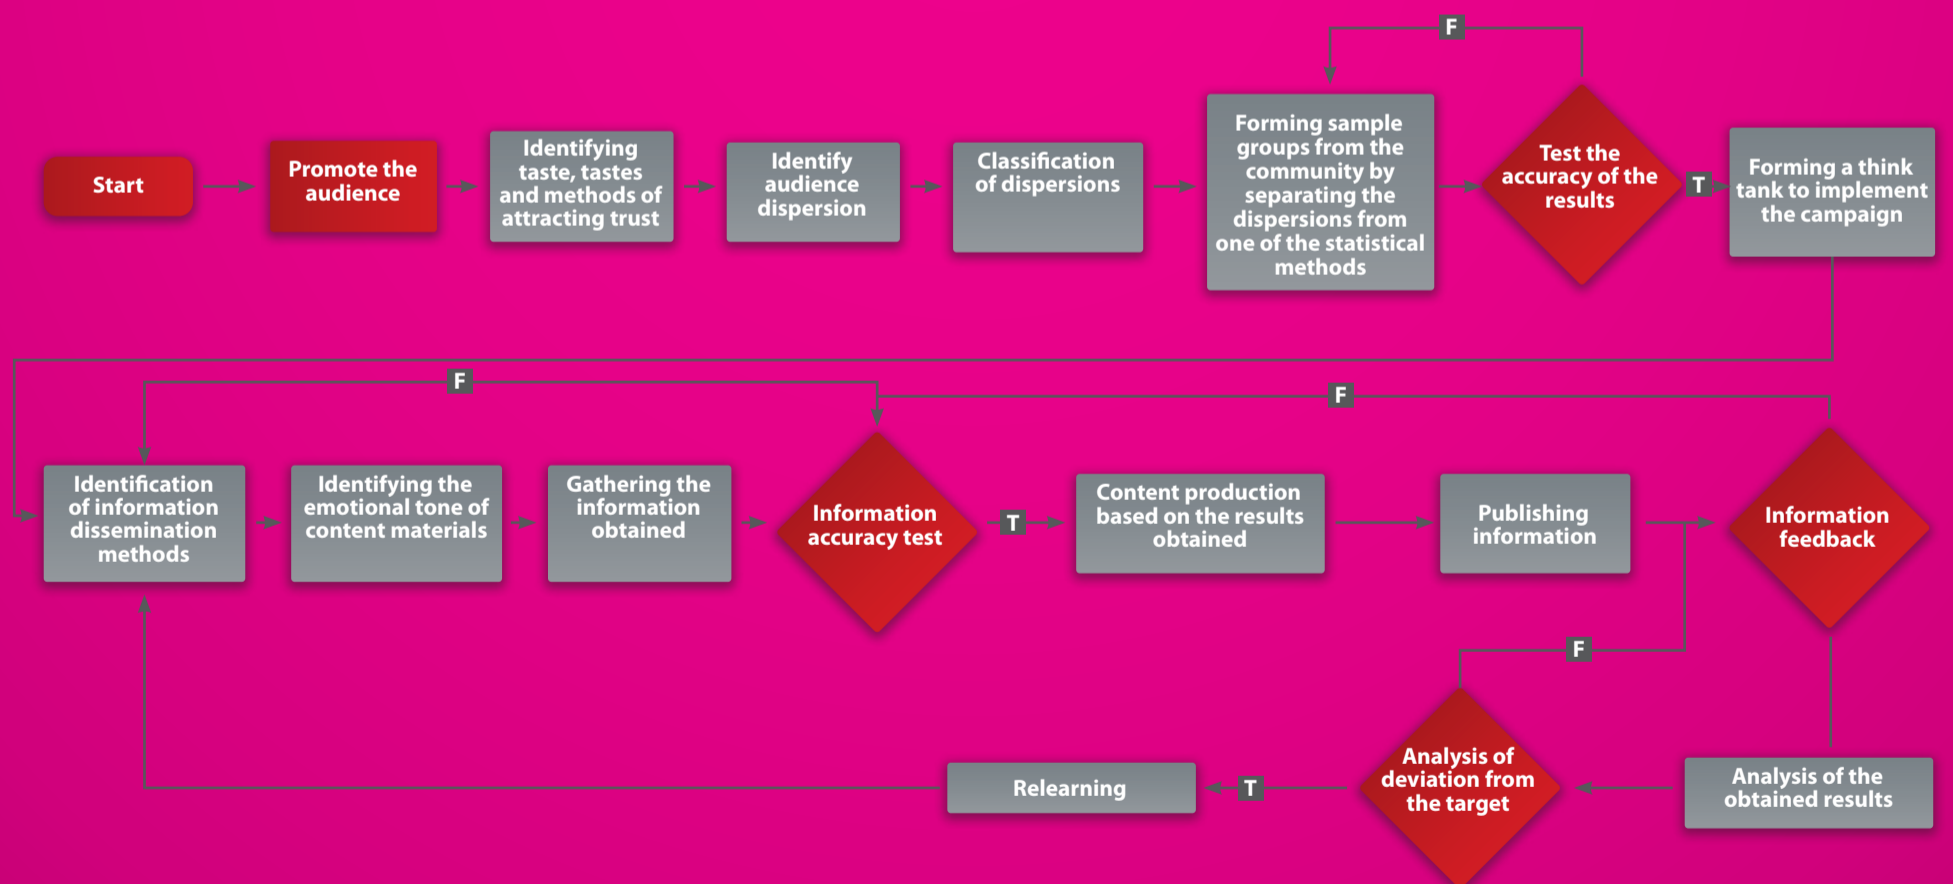 F
Start
Promote the
audience
Identifying
taste, tastes
and methods of
attracting trust
Identify
audience
dispersion
Classification
of dispersions
Forming sample
groups from the
community by
separating the
dispersions from
one of the statistical
methods
Test the
accuracy of the
results
T
Forming a think
tank to implement
the campaign
F
F
Identification
of information
dissemination
methods
Identifying the
emotional tone of
content materials
Gathering the
information
obtained
Information
accuracy test
T
Content production
based on the results
obtained
Publishing
information
Information
feedback
F
Relearning
T
Analysis of
deviation from
the target
Analysis of the
obtained results